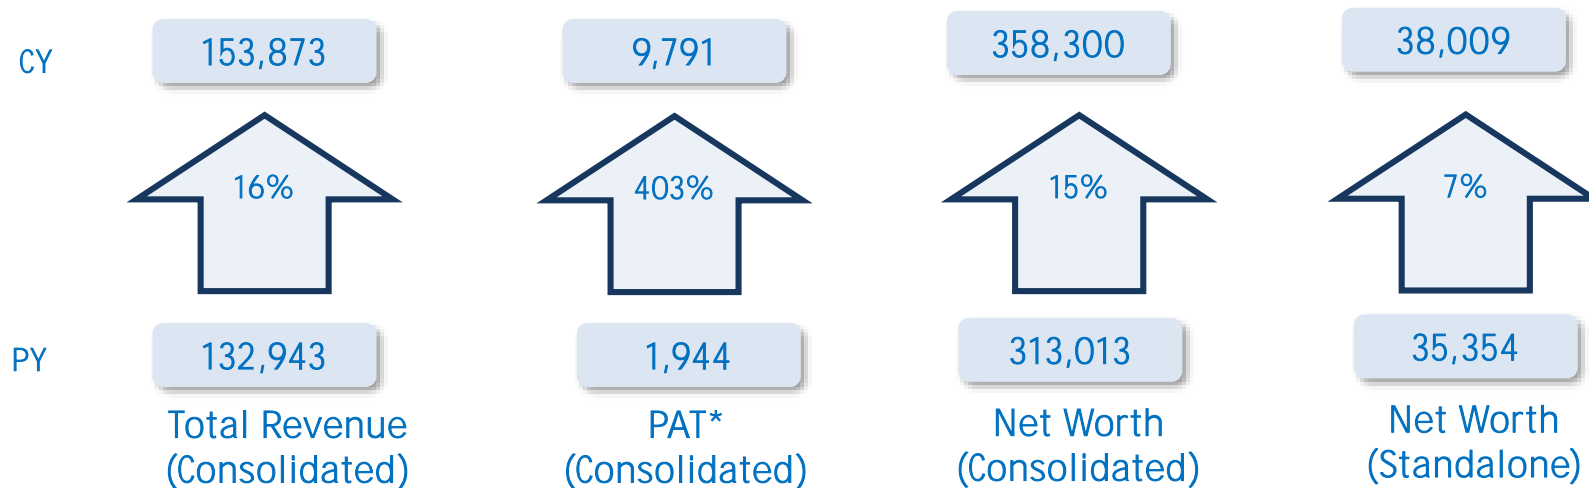 CY
153,873
9,791
358,300
38,009
16%
403%
15%
7%
PY
132,943
1,944
313,013
35,354
Total Revenue
(Consolidated)
PAT*
(Consolidated)
Net Worth
(Consolidated)
Net Worth
(Standalone)